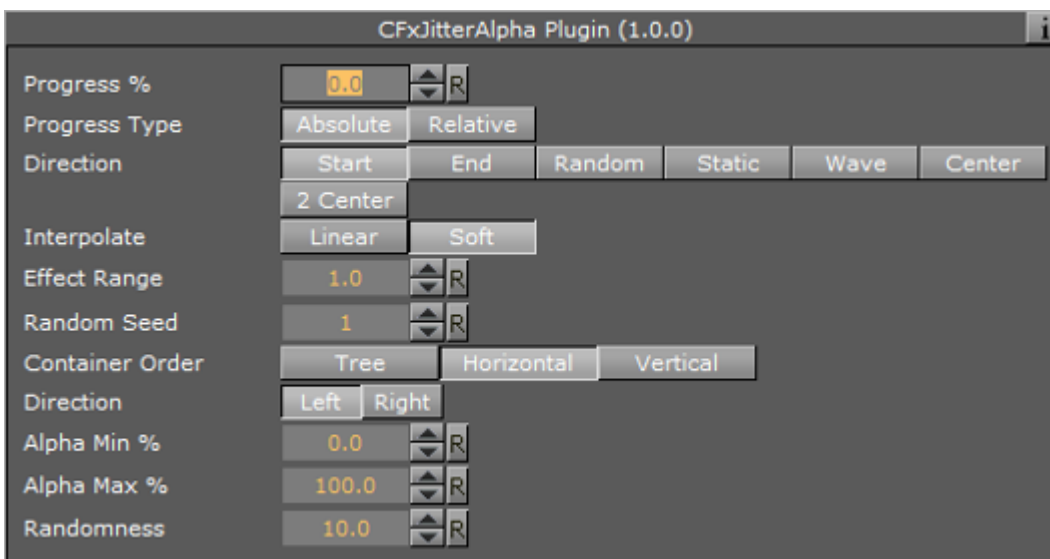 CFxJitterAlpha Plugin (1.0.0) i
Progress % 0.0 R
Progress Type Absolute Relative
Direction Start End Random Static Wave Center
2 Center
Interpolate Linear Soft
Effect Range 1.0 R
Random Seed 1 R
Container Order Tree Horizontal Vertical
Direction Left Right
Alpha Min % 0.0 R
Alpha Max % 100.0 R
Randomness 10.0 R